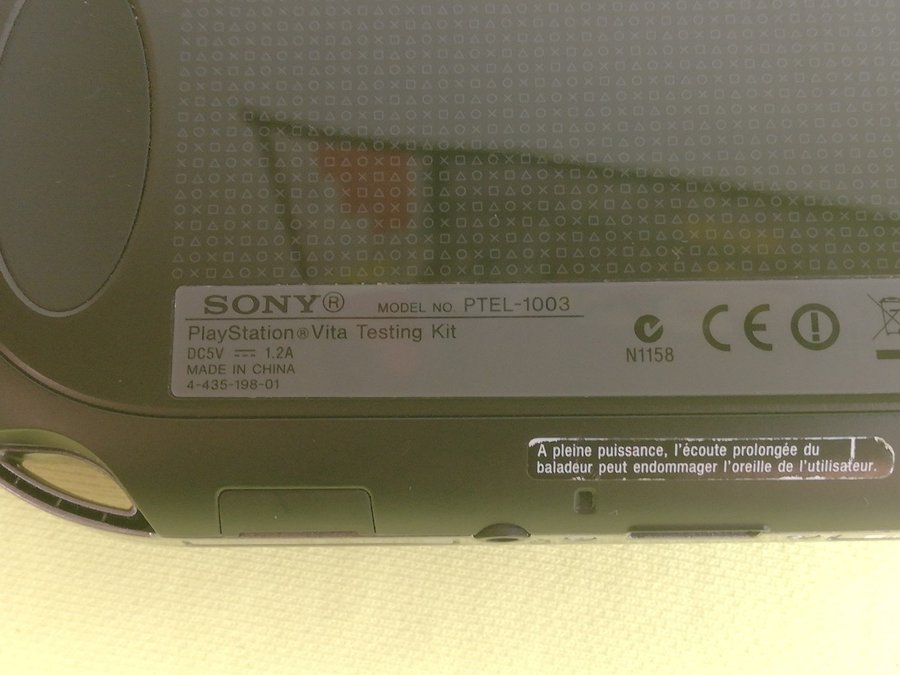 SONY® MODEL NO. PTEL-1003
PlayStation®Vita Testing Kit
DC5V ⎓ 1.2A
MADE IN CHINA
4-435-198-01
N1158
CE
À pleine puissance, l'écoute prolongée du
baladeur peut endommager l'oreille de l'utilisateur.